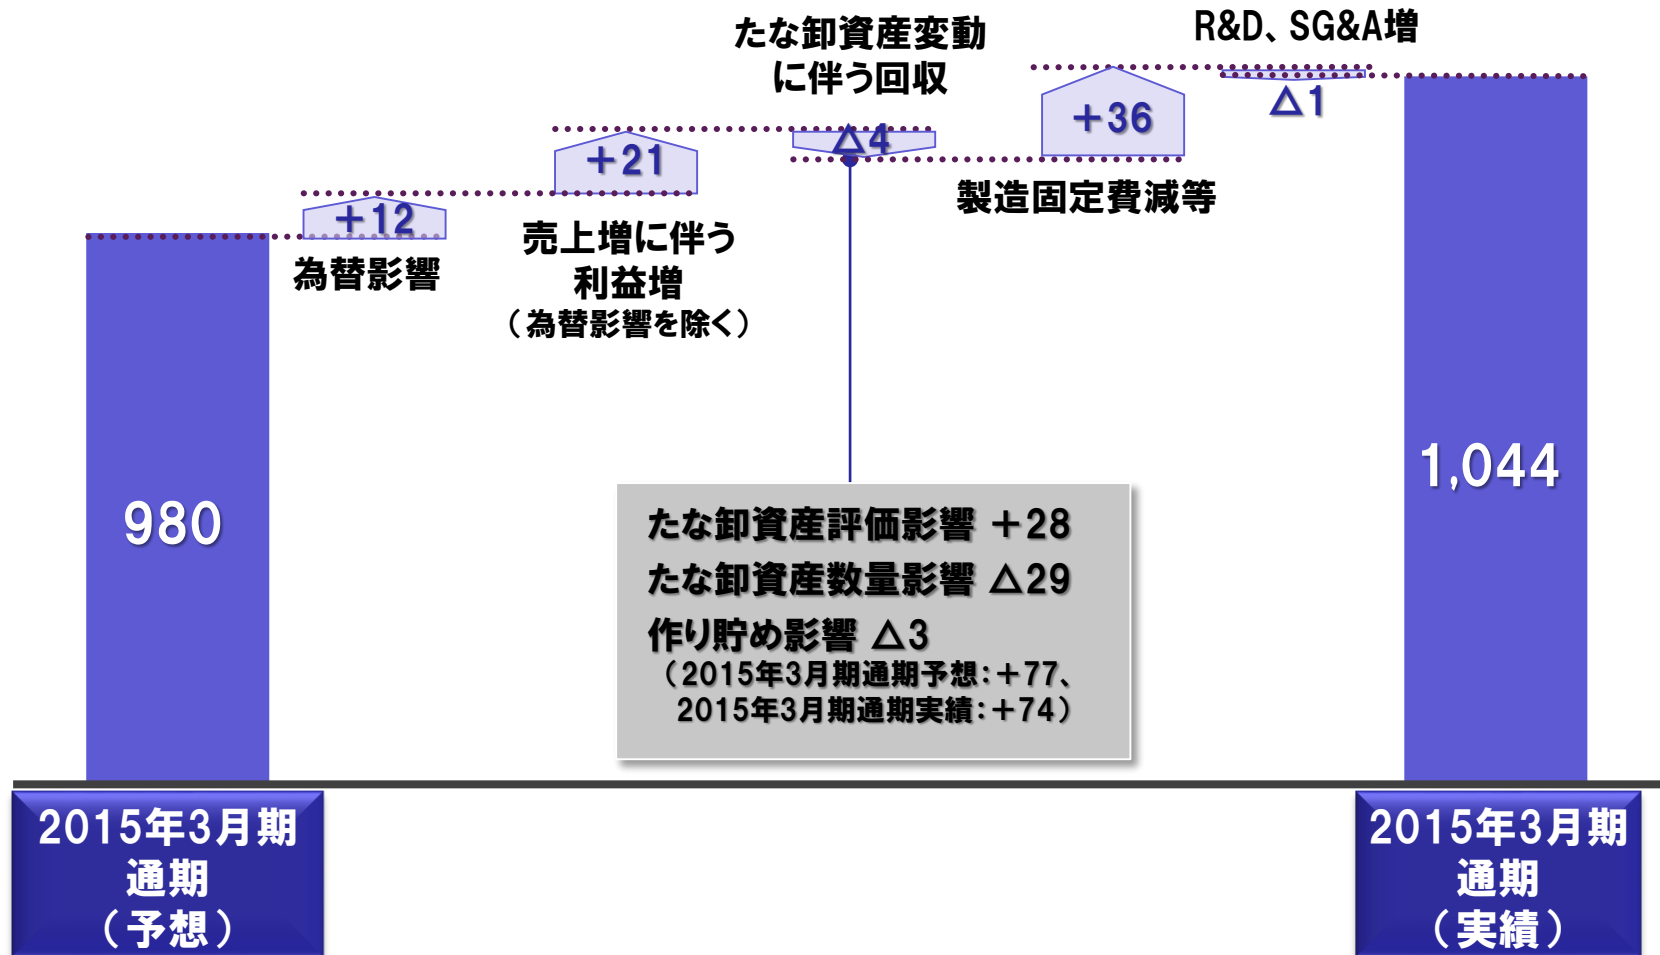 たな卸資産変動
に伴う回収
R&D、SG&A増
△1
+36
△4
+21
+12
製造固定費減等
売上増に伴う
利益増
（為替影響を除く）
為替影響
980
1,044
たな卸資産評価影響 +28
たな卸資産数量影響 △29
作り貯め影響 △3
（2015年3月期通期予想：+77、
2015年3月期通期実績：+74）
2015年3月期
通期
（予想）
2015年3月期
通期
（実績）